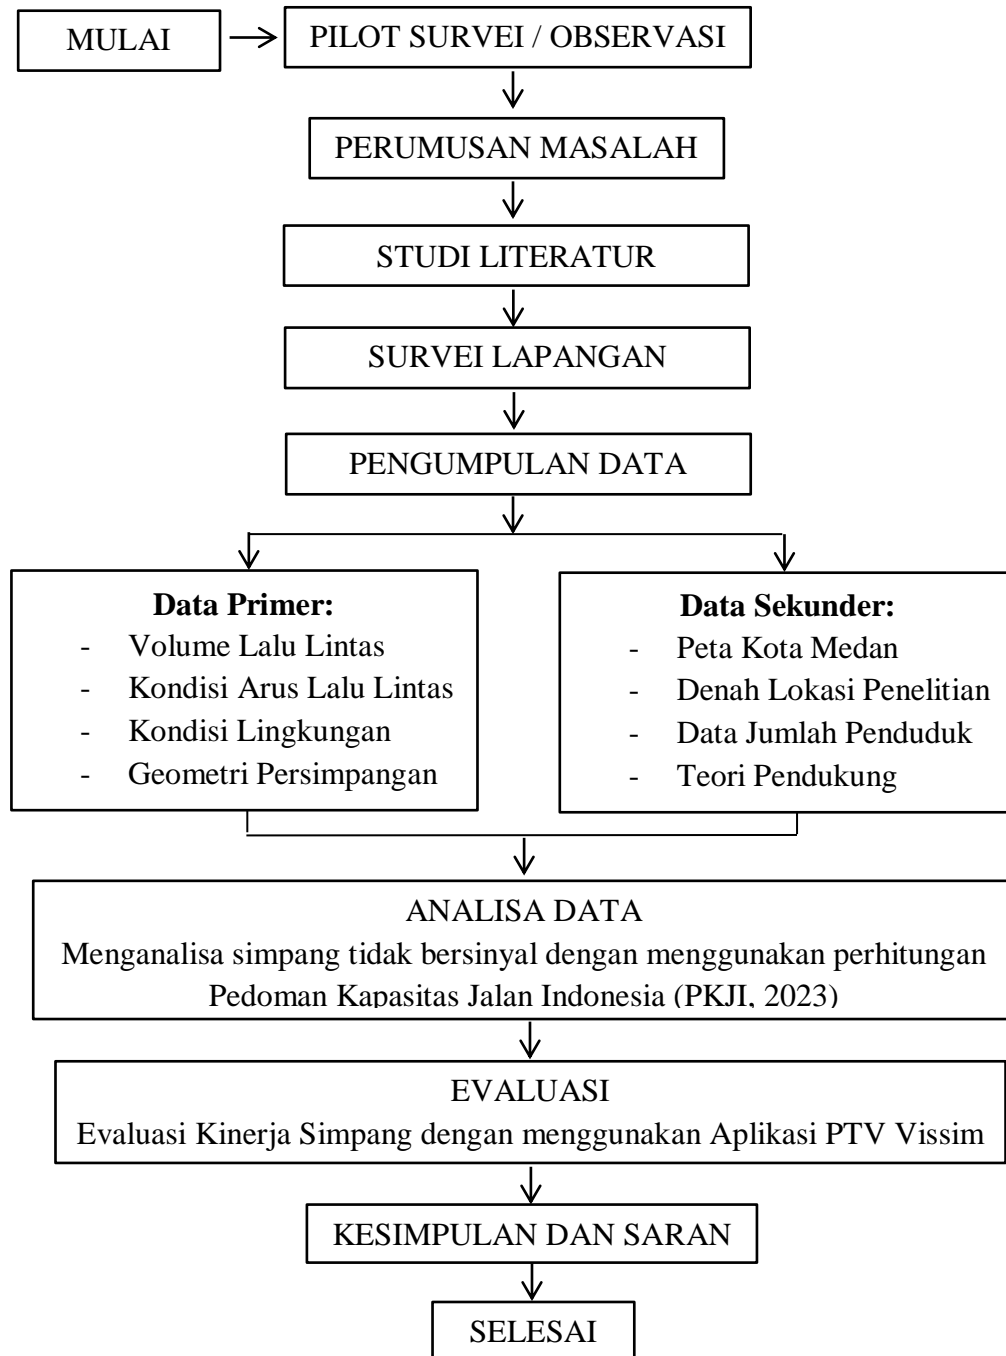 MULAI
PILOT SURVEI / OBSERVASI
PERUMUSAN MASALAH
STUDI LITERATUR
SURVEI LAPANGAN
PENGUMPULAN DATA
Data Primer:
- Volume Lalu Lintas
- Kondisi Arus Lalu Lintas
- Kondisi Lingkungan
- Geometri Persimpangan
Data Sekunder:
- Peta Kota Medan
- Denah Lokasi Penelitian
- Data Jumlah Penduduk
- Teori Pendukung
ANALISA DATA
Menganalisa simpang tidak bersinyal dengan menggunakan perhitungan
Pedoman Kapasitas Jalan Indonesia (PKJI, 2023)
EVALUASI
Evaluasi Kinerja Simpang dengan menggunakan Aplikasi PTV Vissim
KESIMPULAN DAN SARAN
SELESAI